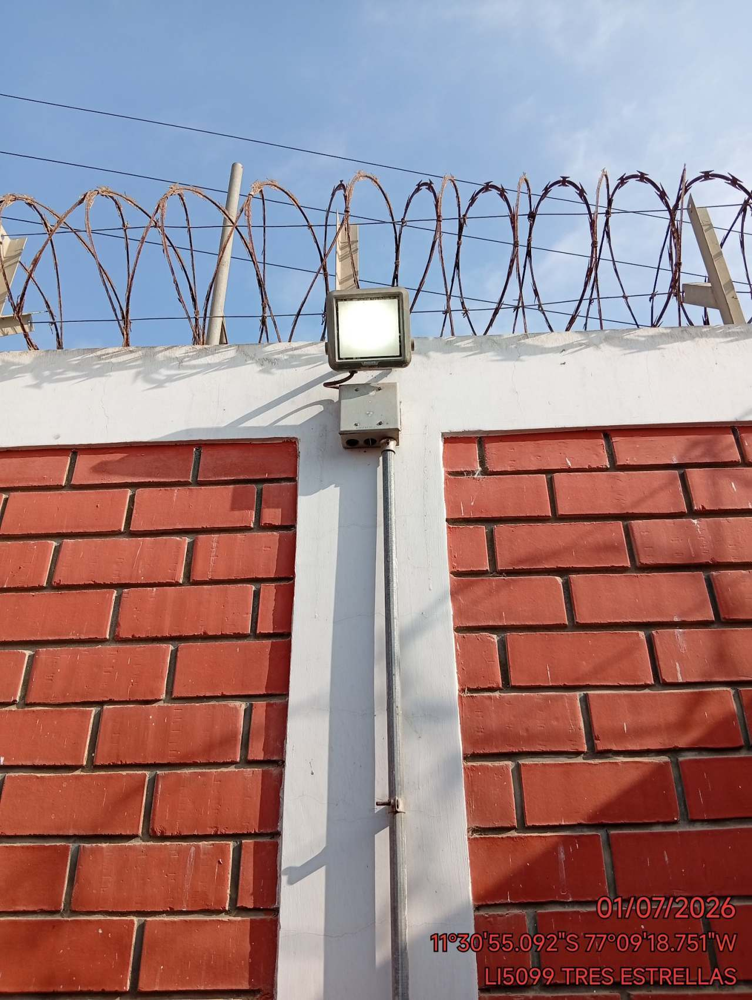 PHILIPS
01/07/2026
11°30'55.092"S 77°09'18.751"W
LI5099 TRES ESTRELLAS